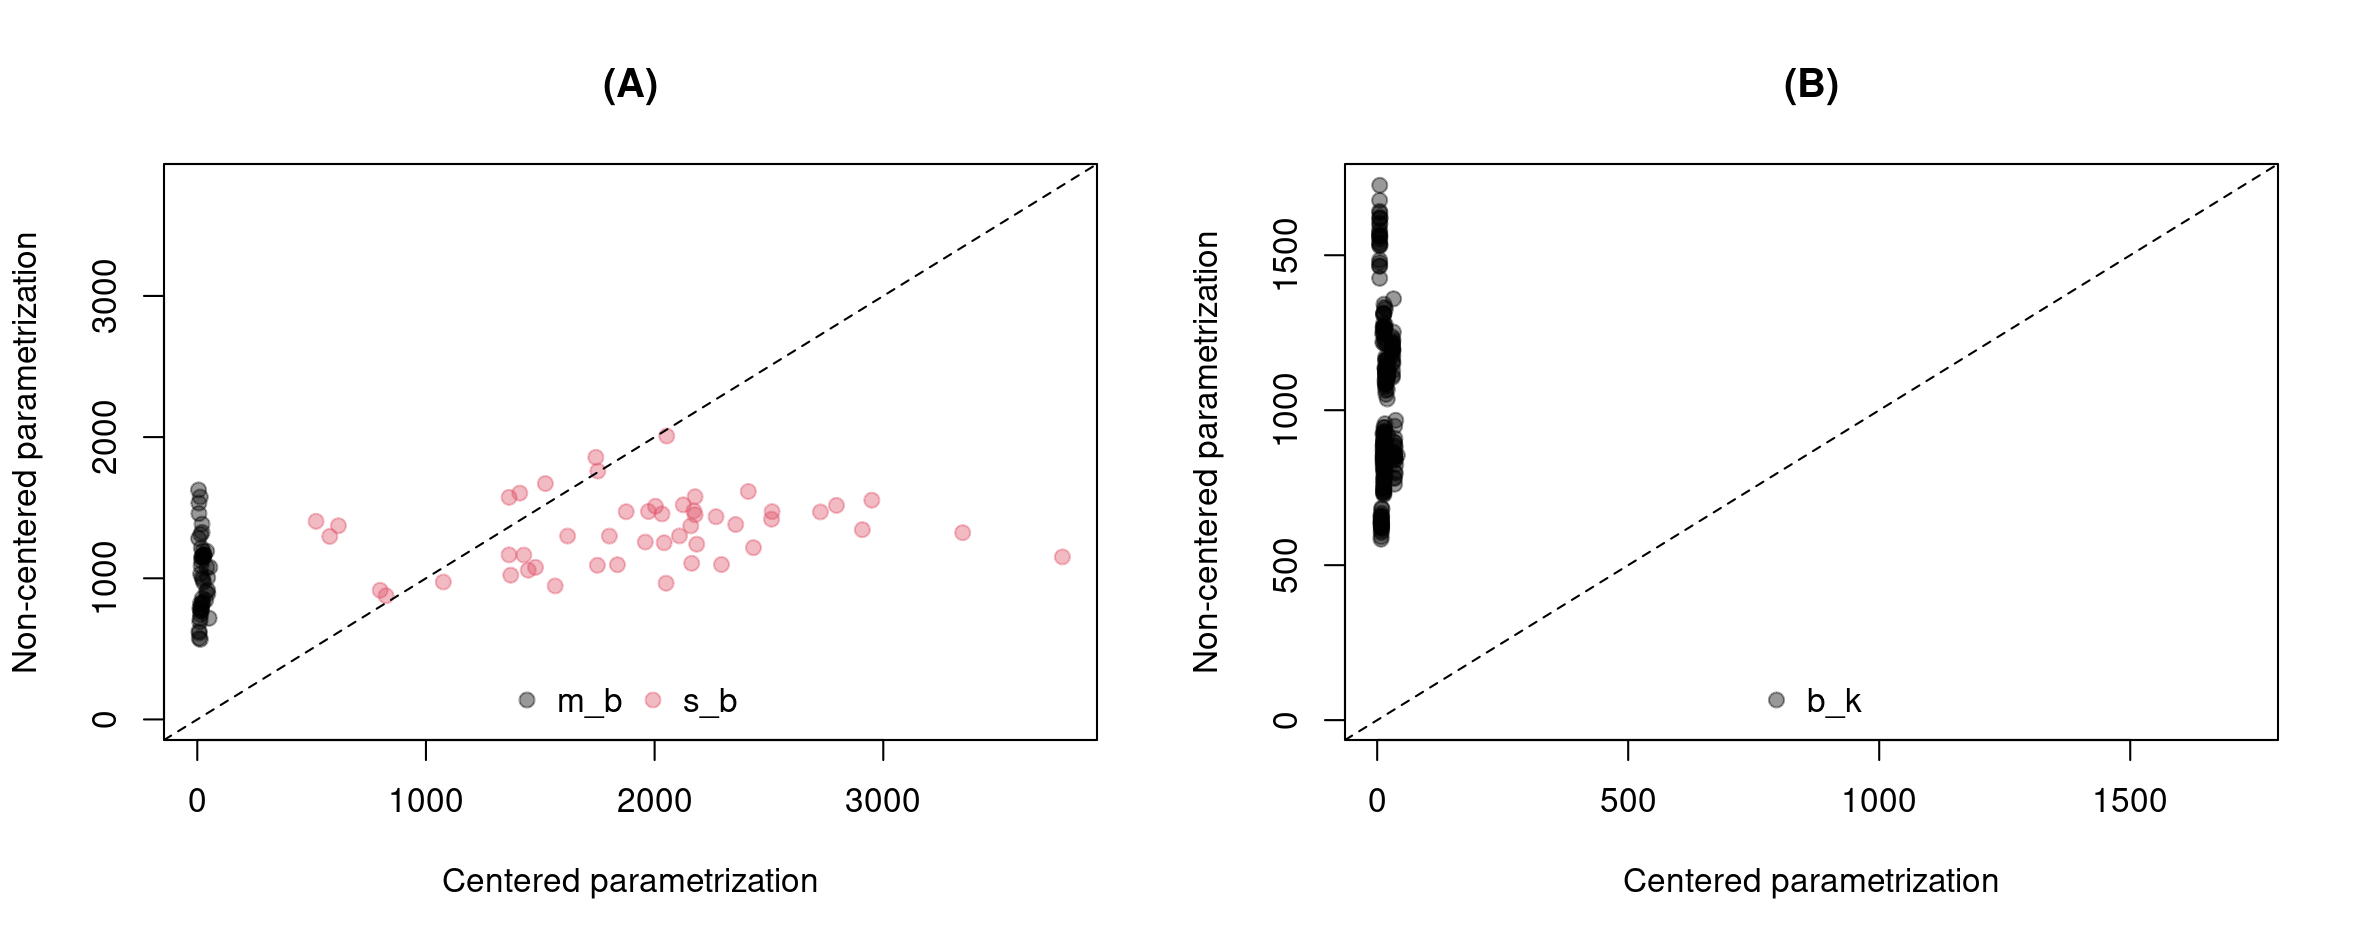 (A)
Non-centered parametrization
3000
2000
1000
0
m_b s_b
0 1000 2000 3000
Centered parametrization
(B)
Non-centered parametrization
1500
1000
500
0
b_k
0 500 1000 1500
Centered parametrization